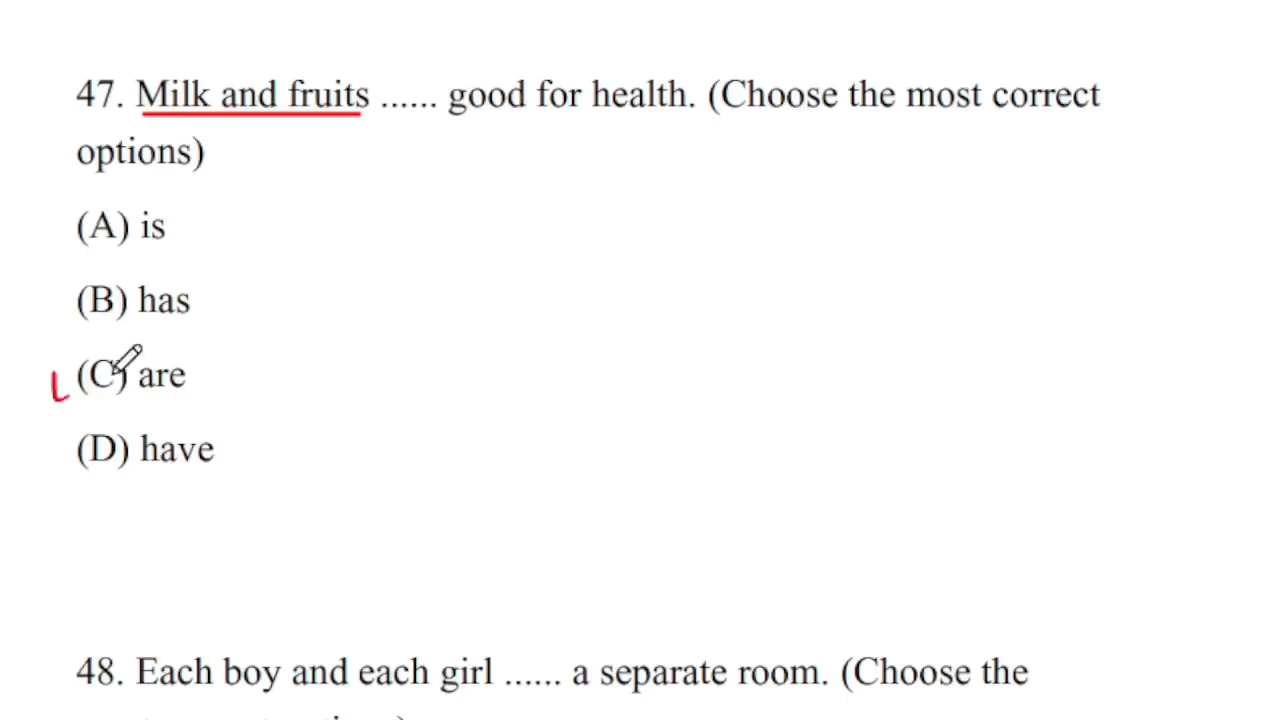 47. Milk and fruits ...... good for health. (Choose the most correct
options)
(A) is
(B) has
(C) are
(D) have
48. Each boy and each girl ...... a separate room. (Choose the